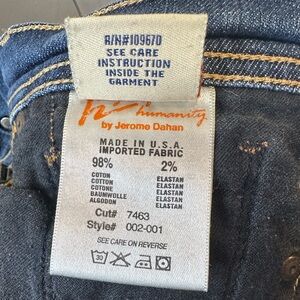 R/N#109670
SEE CARE
INSTRUCTION
INSIDE THE
GARMENT
humanity
by Jerome Dahan
MADE IN U.S.A.
IMPORTED FABRIC
98% 2%
COTON ELASTAN
COTTON ELASTAN
COTONE ELASTAN
BAUMWOLLE ELASTAN
ALGODON ELASTAN
Cut# 7463
Style# 002-001
SEE CARE ON REVERSE
30